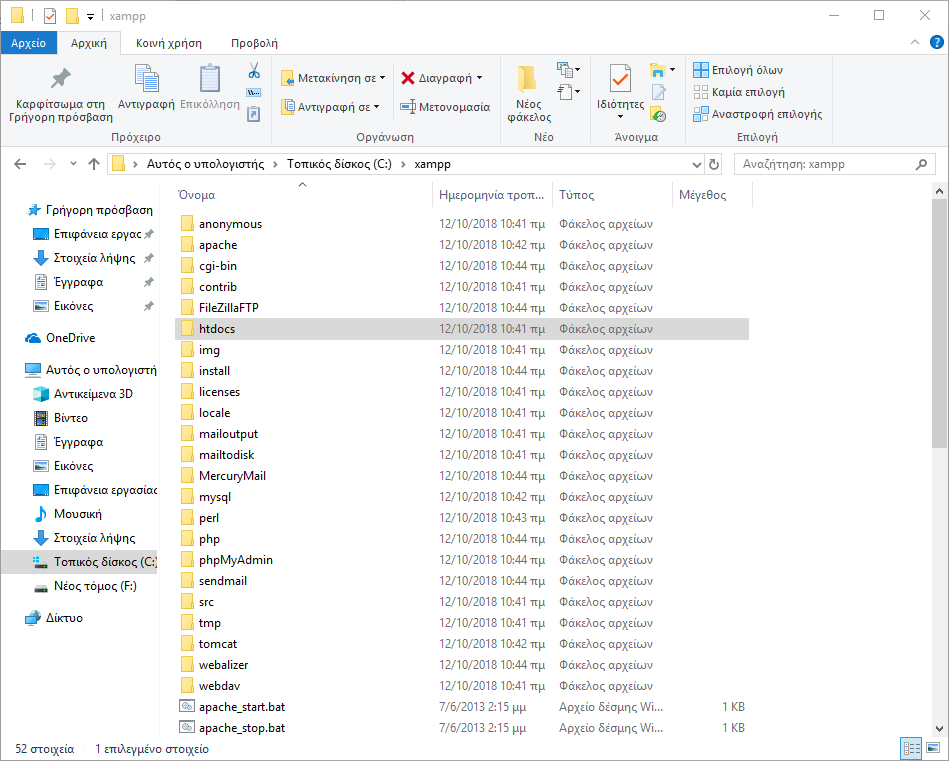 xampp
Αρχείο Αρχική Κοινή χρήση Προβολή
Καρφίτσωμα στη Γρήγορη πρόσβαση
Αντιγραφή
Επικόλληση
Πρόχειρο
Μετακίνηση σε
Αντιγραφή σε
Διαγραφή
Μετονομασία
Οργάνωση
Νέος φάκελος
Νέο
Ιδιότητες
Άνοιγμα
Επιλογή όλων
Καμία επιλογή
Αναστροφή επιλογής
Επιλογή
Αυτός ο υπολογιστής > Τοπικός δίσκος (C:) > xampp
Αναζήτηση: xampp
Γρήγορη πρόσβαση
Επιφάνεια εργας
Στοιχεία λήψης
Έγγραφα
Εικόνες
OneDrive
Αυτός ο υπολογιστή
Αντικείμενα 3D
Βίντεο
Έγγραφα
Εικόνες
Επιφάνεια εργασίας
Μουσική
Στοιχεία λήψης
Τοπικός δίσκος (C:)
Νέος τόμος (F:)
Δίκτυο
Όνομα Ημερομηνία τροπ... Τύπος Μέγεθος
anonymous 12/10/2018 10:41 πμ Φάκελος αρχείων
apache 12/10/2018 10:42 πμ Φάκελος αρχείων
cgi-bin 12/10/2018 10:44 πμ Φάκελος αρχείων
contrib 12/10/2018 10:41 πμ Φάκελος αρχείων
FileZillaFTP 12/10/2018 10:44 πμ Φάκελος αρχείων
htdocs 12/10/2018 10:41 πμ Φάκελος αρχείων
img 12/10/2018 10:41 πμ Φάκελος αρχείων
install 12/10/2018 10:44 πμ Φάκελος αρχείων
licenses 12/10/2018 10:41 πμ Φάκελος αρχείων
locale 12/10/2018 10:41 πμ Φάκελος αρχείων
mailoutput 12/10/2018 10:41 πμ Φάκελος αρχείων
mailtodisk 12/10/2018 10:41 πμ Φάκελος αρχείων
MercuryMail 12/10/2018 10:44 πμ Φάκελος αρχείων
mysql 12/10/2018 10:42 πμ Φάκελος αρχείων
perl 12/10/2018 10:43 πμ Φάκελος αρχείων
php 12/10/2018 10:44 πμ Φάκελος αρχείων
phpMyAdmin 12/10/2018 10:44 πμ Φάκελος αρχείων
sendmail 12/10/2018 10:44 πμ Φάκελος αρχείων
src 12/10/2018 10:41 πμ Φάκελος αρχείων
tmp 12/10/2018 10:41 πμ Φάκελος αρχείων
tomcat 12/10/2018 10:42 πμ Φάκελος αρχείων
webalizer 12/10/2018 10:44 πμ Φάκελος αρχείων
webdav 12/10/2018 10:41 πμ Φάκελος αρχείων
apache_start.bat 7/6/2013 2:15 μμ Αρχείο δέσμης Wi... 1 KB
apache_stop.bat 7/6/2013 2:15 μμ Αρχείο δέσμης Wi... 1 KB
52 στοιχεία 1 επιλεγμένο στοιχείο